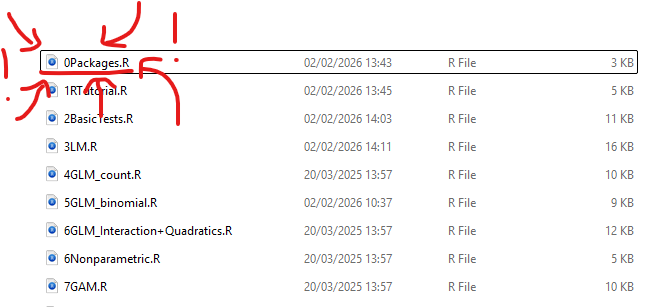 0Packages.R 02/02/2026 13:43 R File 3 KB
1RTutorial.R 02/02/2026 13:45 R File 5 KB
2BasicTests.R 02/02/2026 14:03 R File 11 KB
3LM.R 02/02/2026 14:11 R File 16 KB
4GLM_count.R 20/03/2025 13:57 R File 10 KB
5GLM_binomial.R 02/02/2026 10:37 R File 9 KB
6GLM_Interaction+Quadratics.R 20/03/2025 13:57 R File 12 KB
6Nonparametric.R 20/03/2025 13:57 R File 5 KB
7GAM.R 20/03/2025 13:57 R File 10 KB